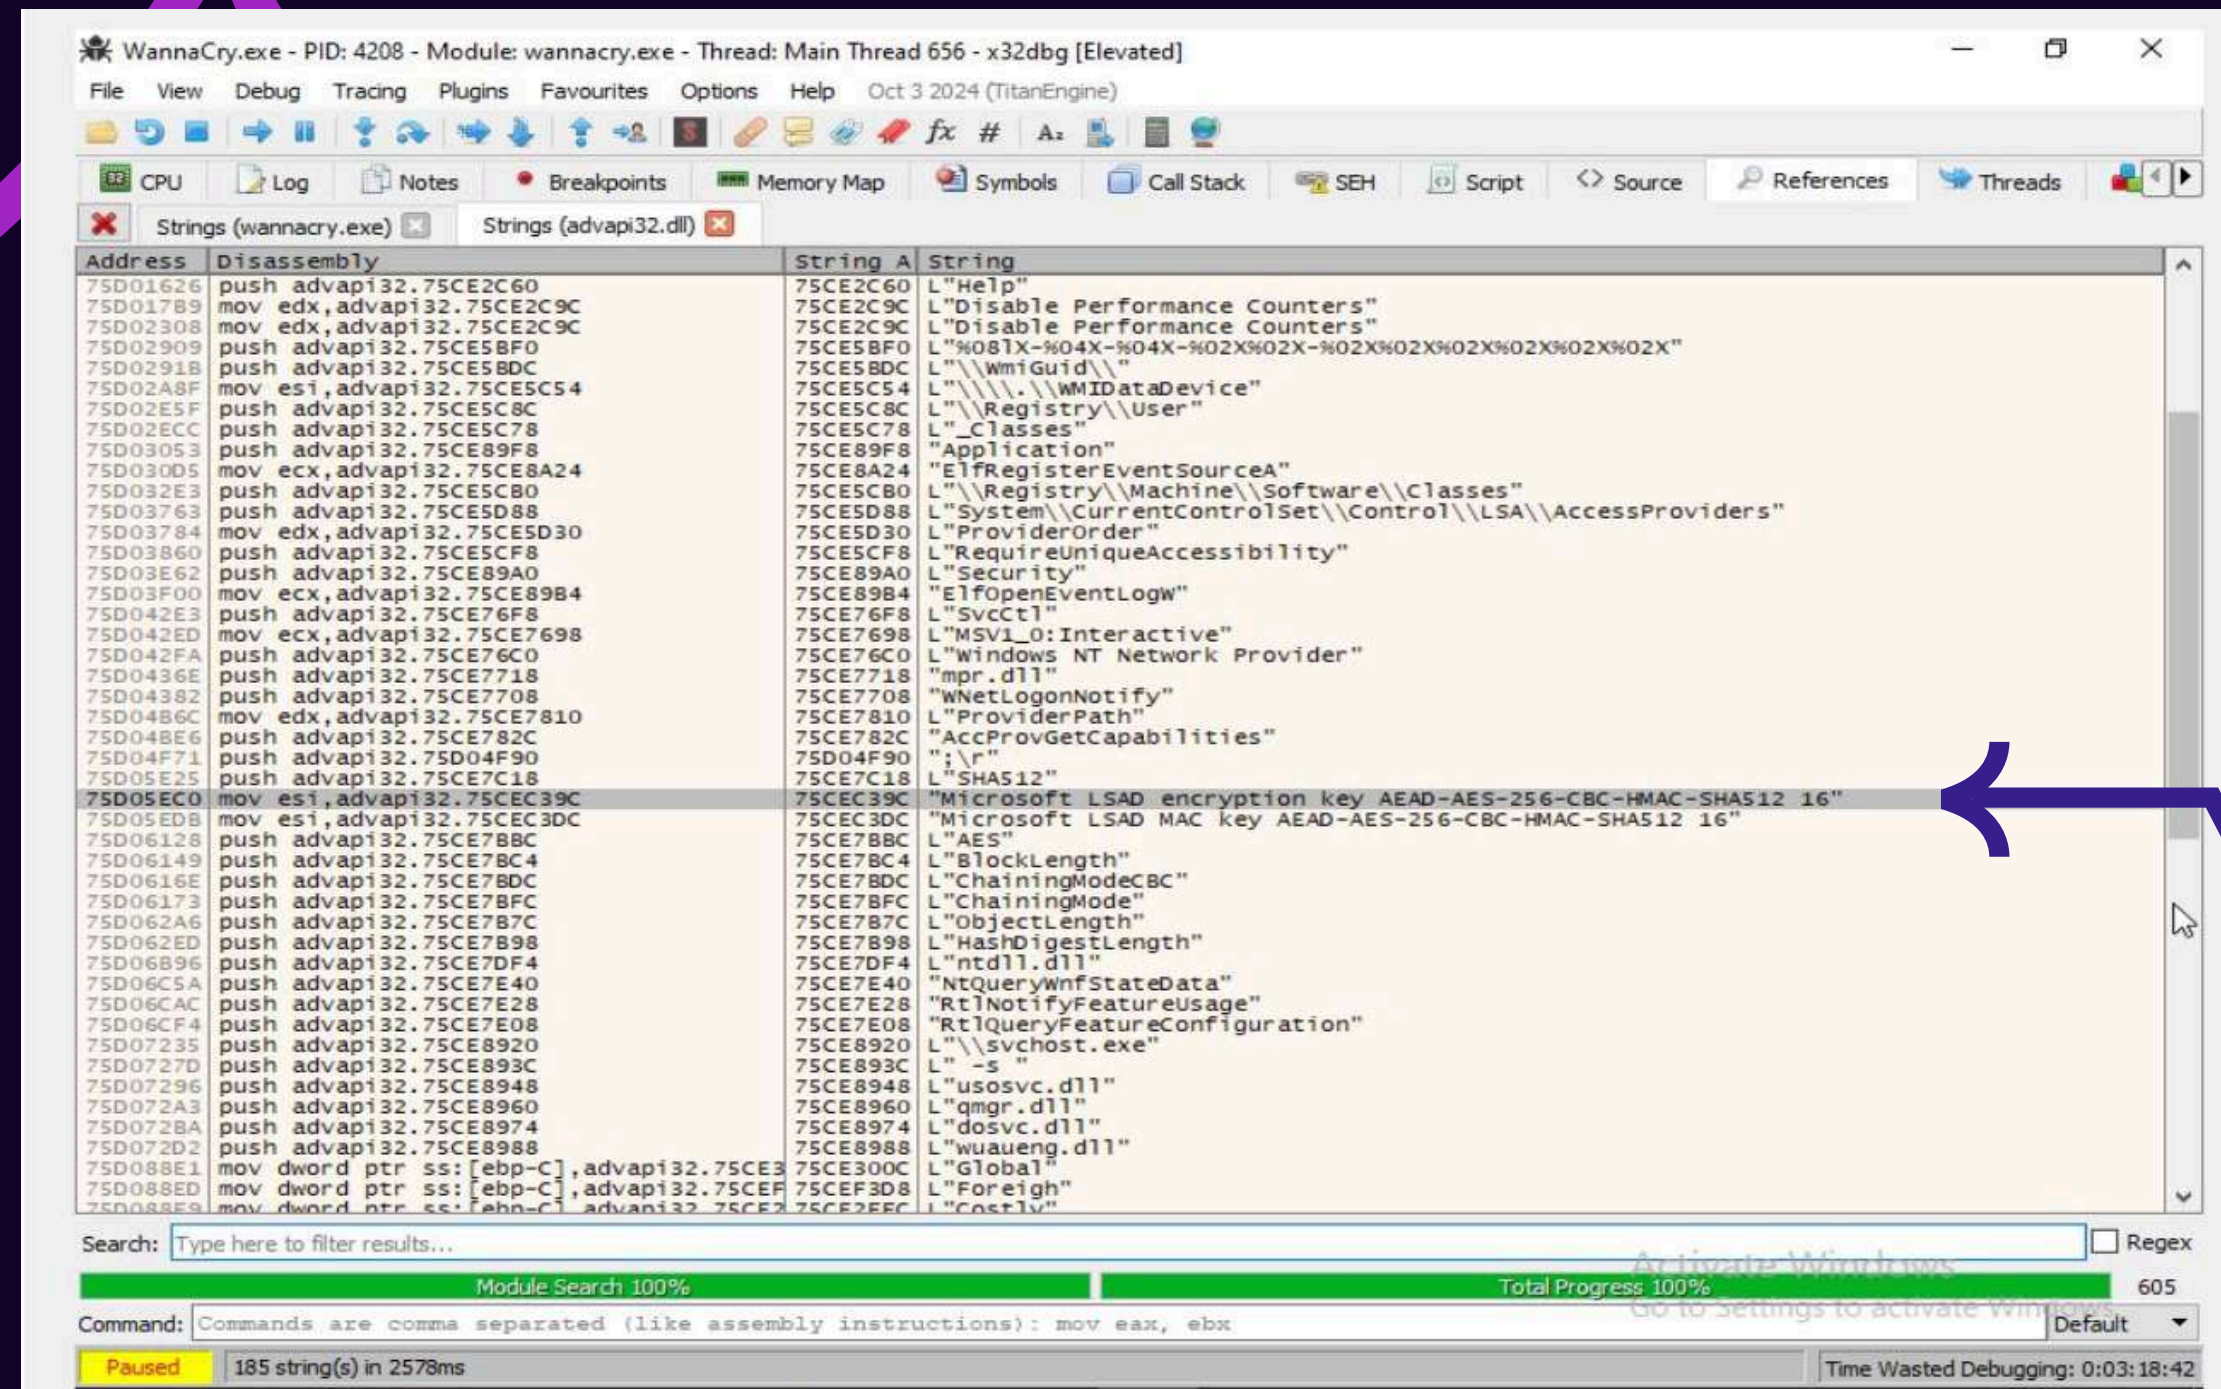 WannaCry.exe - PID: 4208 - Module: wannacry.exe - Thread: Main Thread 656 - x32dbg [Elevated]
File View Debug Tracing Plugins Favourites Options Help Oct 3 2024 (TitanEngine)
CPU Log Notes Breakpoints Memory Map Symbols Call Stack SEH Script Source References Threads
Strings (wannacry.exe) Strings (advapi32.dll)
Address Disassembly String A String
75D01626 push advapi32.75CE2C60 75CE2C60 L"Help"
75D017B9 mov edx,advapi32.75CE2C9C 75CE2C9C L"Disable Performance Counters"
75D02308 mov edx,advapi32.75CE2C9C 75CE2C9C L"Disable Performance Counters"
75D02909 push advapi32.75CE5BF0 75CE5BF0 L"%08lX-%04X-%04X-%02X%02X-%02X%02X%02X%02X%02X%02X"
75D0291B push advapi32.75CE5BDC 75CE5BDC L"\\WmiGuid\\"
75D02A8F mov esi,advapi32.75CE5C54 75CE5C54 L"\\\\.\\WMIDataDevice"
75D02E5F push advapi32.75CE5C8C 75CE5C8C L"\\Registry\\User"
75D02ECC push advapi32.75CE5C78 75CE5C78 L"_Classes"
75D03053 push advapi32.75CE89F8 75CE89F8 "Application"
75D030D5 mov ecx,advapi32.75CE8A24 75CE8A24 "ElfRegisterEventSourceA"
75D032E3 push advapi32.75CE5CB0 75CE5CB0 L"\\Registry\\Machine\\Software\\Classes"
75D03763 push advapi32.75CE5D88 75CE5D88 L"System\\CurrentControlSet\\Control\\LSA\\AccessProviders"
75D03784 mov edx,advapi32.75CE5D30 75CE5D30 L"ProviderOrder"
75D03860 push advapi32.75CE5CF8 75CE5CF8 L"RequireUniqueAccessibility"
75D03E62 push advapi32.75CE89A0 75CE89A0 L"Security"
75D03F00 mov ecx,advapi32.75CE89B4 75CE89B4 "ElfOpenEventLogW"
75D042E3 push advapi32.75CE76F8 75CE76F8 L"SvcCtl"
75D042ED mov ecx,advapi32.75CE7698 75CE7698 L"MSV1_0:Interactive"
75D042FA push advapi32.75CE76C0 75CE76C0 L"Windows NT Network Provider"
75D0436E push advapi32.75CE7718 75CE7718 "mpr.dll"
75D04382 push advapi32.75CE7708 75CE7708 "WNetLogonNotify"
75D04B6C mov edx,advapi32.75CE7810 75CE7810 L"ProviderPath"
75D04BE6 push advapi32.75CE782C 75CE782C "AccProvGetCapabilities"
75D04F71 push advapi32.75D04F90 75D04F90 ";\r"
75D05E25 push advapi32.75CE7C18 75CE7C18 L"SHA512"
75D05EC0 mov esi,advapi32.75CEC39C 75CEC39C "Microsoft LSAD encryption key AEAD-AES-256-CBC-HMAC-SHA512 16"
75D05EDB mov esi,advapi32.75CEC3DC 75CEC3DC "Microsoft LSAD MAC key AEAD-AES-256-CBC-HMAC-SHA512 16"
75D06128 push advapi32.75CE7BBC 75CE7BBC L"AES"
75D06149 push advapi32.75CE7BC4 75CE7BC4 L"BlockLength"
75D0616E push advapi32.75CE7BDC 75CE7BDC L"ChainingModeCBC"
75D06173 push advapi32.75CE7BFC 75CE7BFC L"ChainingMode"
75D062A6 push advapi32.75CE7B7C 75CE7B7C L"ObjectLength"
75D062ED push advapi32.75CE7B98 75CE7B98 L"HashDigestLength"
75D06B96 push advapi32.75CE7DF4 75CE7DF4 L"ntdll.dll"
75D06C5A push advapi32.75CE7E40 75CE7E40 "NtQueryWnfStateData"
75D06CAC push advapi32.75CE7E28 75CE7E28 "RtlNotifyFeatureUsage"
75D06CF4 push advapi32.75CE7E08 75CE7E08 "RtlQueryFeatureConfiguration"
75D07235 push advapi32.75CE8920 75CE8920 L"\\svchost.exe"
75D0727D push advapi32.75CE893C 75CE893C L" -s "
75D07296 push advapi32.75CE8948 75CE8948 L"usosvc.dll"
75D072A3 push advapi32.75CE8960 75CE8960 L"qmgr.dll"
75D072BA push advapi32.75CE8974 75CE8974 L"dosvc.dll"
75D072D2 push advapi32.75CE8988 75CE8988 L"wuaueng.dll"
75D088E1 mov dword ptr ss:[ebp-C],advapi32.75CE3 75CE300C L"Global"
75D088ED mov dword ptr ss:[ebp-C],advapi32.75CEF 75CEF3D8 L"Foreigh"
75D088F9 mov dword ptr ss:[ebp-C],advapi32.75CE2 75CE2EEC L"Costly"
Search: Type here to filter results... Regex
Activate Windows
Module Search 100% Total Progress 100% 605
Go to Settings to activate Windows.
Command: Commands are comma separated (like assembly instructions): mov eax, ebx Default
Paused 185 string(s) in 2578ms Time Wasted Debugging: 0:03:18:42